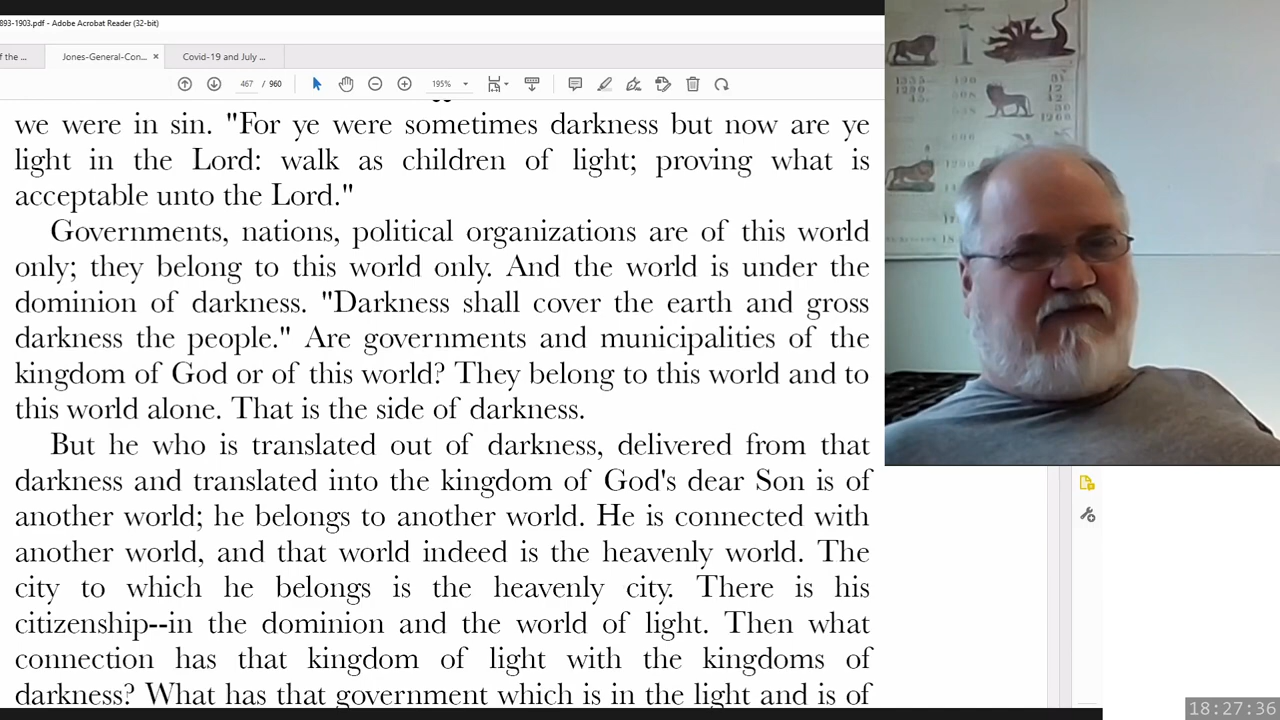 893-1903.pdf - Adobe Acrobat Reader (32-bit)
f the ...
Jones-General-Con...
Covid-19 and July ...
467 / 960
195%
we were in sin. "For ye were sometimes darkness but now are ye
light in the Lord: walk as children of light; proving what is
acceptable unto the Lord."
Governments, nations, political organizations are of this world
only; they belong to this world only. And the world is under the
dominion of darkness. "Darkness shall cover the earth and gross
darkness the people." Are governments and municipalities of the
kingdom of God or of this world? They belong to this world and to
this world alone. That is the side of darkness.
But he who is translated out of darkness, delivered from that
darkness and translated into the kingdom of God's dear Son is of
another world; he belongs to another world. He is connected with
another world, and that world indeed is the heavenly world. The
city to which he belongs is the heavenly city. There is his
citizenship--in the dominion and the world of light. Then what
connection has that kingdom of light with the kingdoms of
darkness? What has that government which is in the light and is of
1335
1290
45
18:27:36